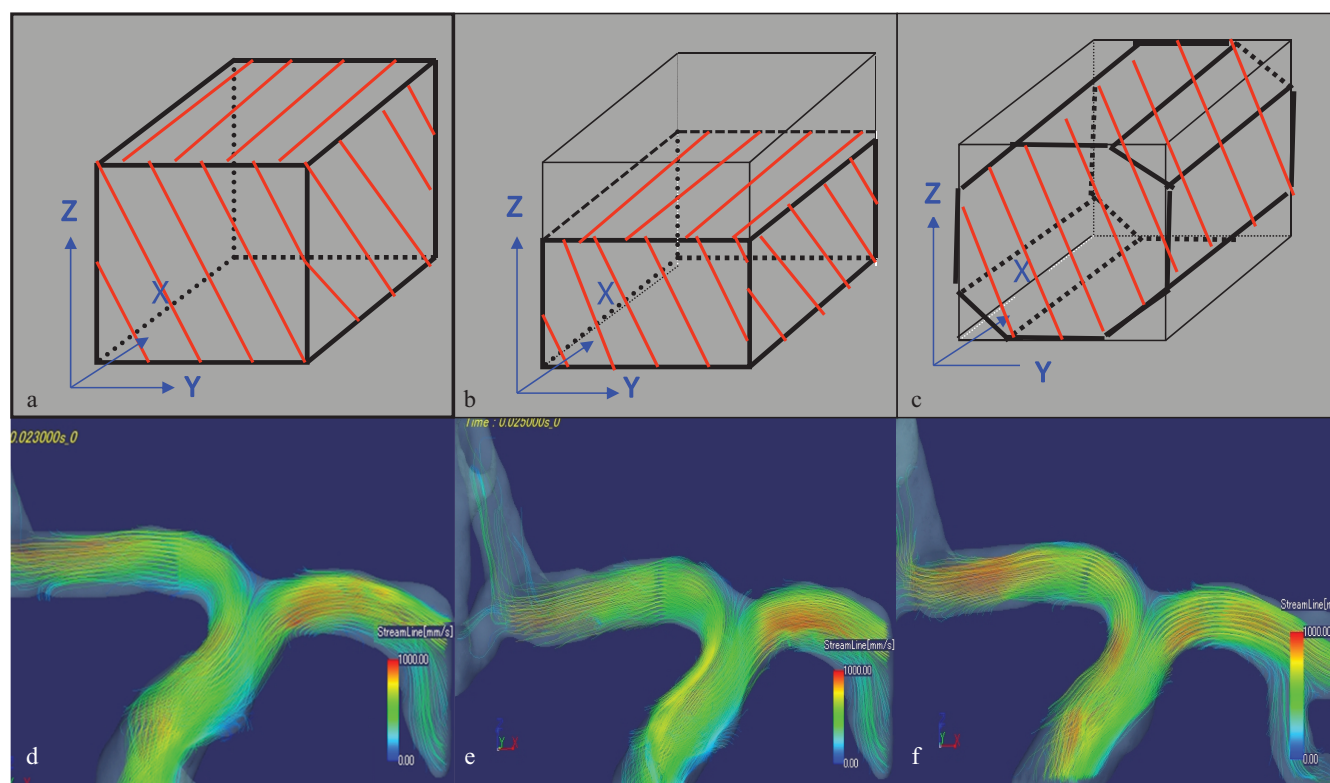 Z
X
Y
a
Z
X
Y
b
Z
X
Y
c
0.023000s_0
StreamLine[mm/s]
1000.00
0.00
d
Time : 0.025000s_0
StreamLine[mm/s]
1000.00
0.00
Y X
e
StreamLine[m
1000.00
0.00
Y X
f